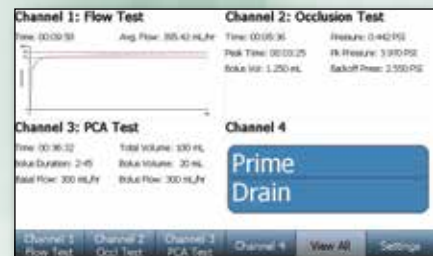 Channel 1: Flow Test
Time: 00:09:58 Avg. Flow: 395.42 mL/hr
Channel 2: Occlusion Test
Time: 00:05:36 Pressure: 0.442 PSI
Peak Time: 00:03:25 Pk Pressure: 3.970 PSI
Bolus Vol: 1.250 mL Backoff Press: 2.550 PSI
Channel 3: PCA Test
Time: 00:36:32 Total Volume: 100 mL
Bolus Duration: 2:45 Bolus Volume: 20 mL
Basal Flow: 300 mL/hr Bolus Flow: 300 mL/hr
Channel 4
Prime
Drain
Channel 1 Flow Test
Channel 2 Occl Test
Channel 3 PCA Test
Channel 4
View All
Settings